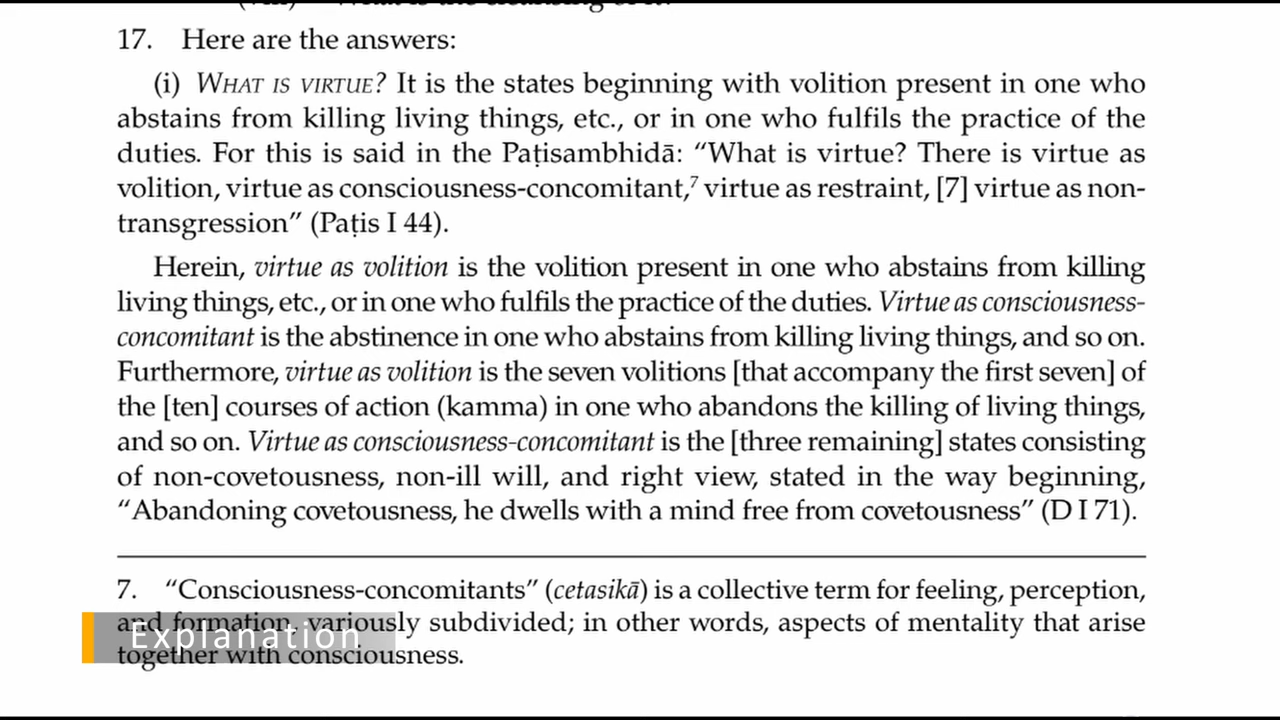 17. Here are the answers:
(i) WHAT IS VIRTUE? It is the states beginning with volition present in one who
abstains from killing living things, etc., or in one who fulfils the practice of the
duties. For this is said in the Paṭisambhidā: “What is virtue? There is virtue as
volition, virtue as consciousness-concomitant,7 virtue as restraint, [7] virtue as non-
transgression” (Paṭis I 44).
Herein, virtue as volition is the volition present in one who abstains from killing
living things, etc., or in one who fulfils the practice of the duties. Virtue as consciousness-
concomitant is the abstinence in one who abstains from killing living things, and so on.
Furthermore, virtue as volition is the seven volitions [that accompany the first seven] of
the [ten] courses of action (kamma) in one who abandons the killing of living things,
and so on. Virtue as consciousness-concomitant is the [three remaining] states consisting
of non-covetousness, non-ill will, and right view, stated in the way beginning,
“Abandoning covetousness, he dwells with a mind free from covetousness” (D I 71).
7. “Consciousness-concomitants” (cetasikā) is a collective term for feeling, perception,
and formation, variously subdivided; in other words, aspects of mentality that arise
Explanation
together with consciousness.